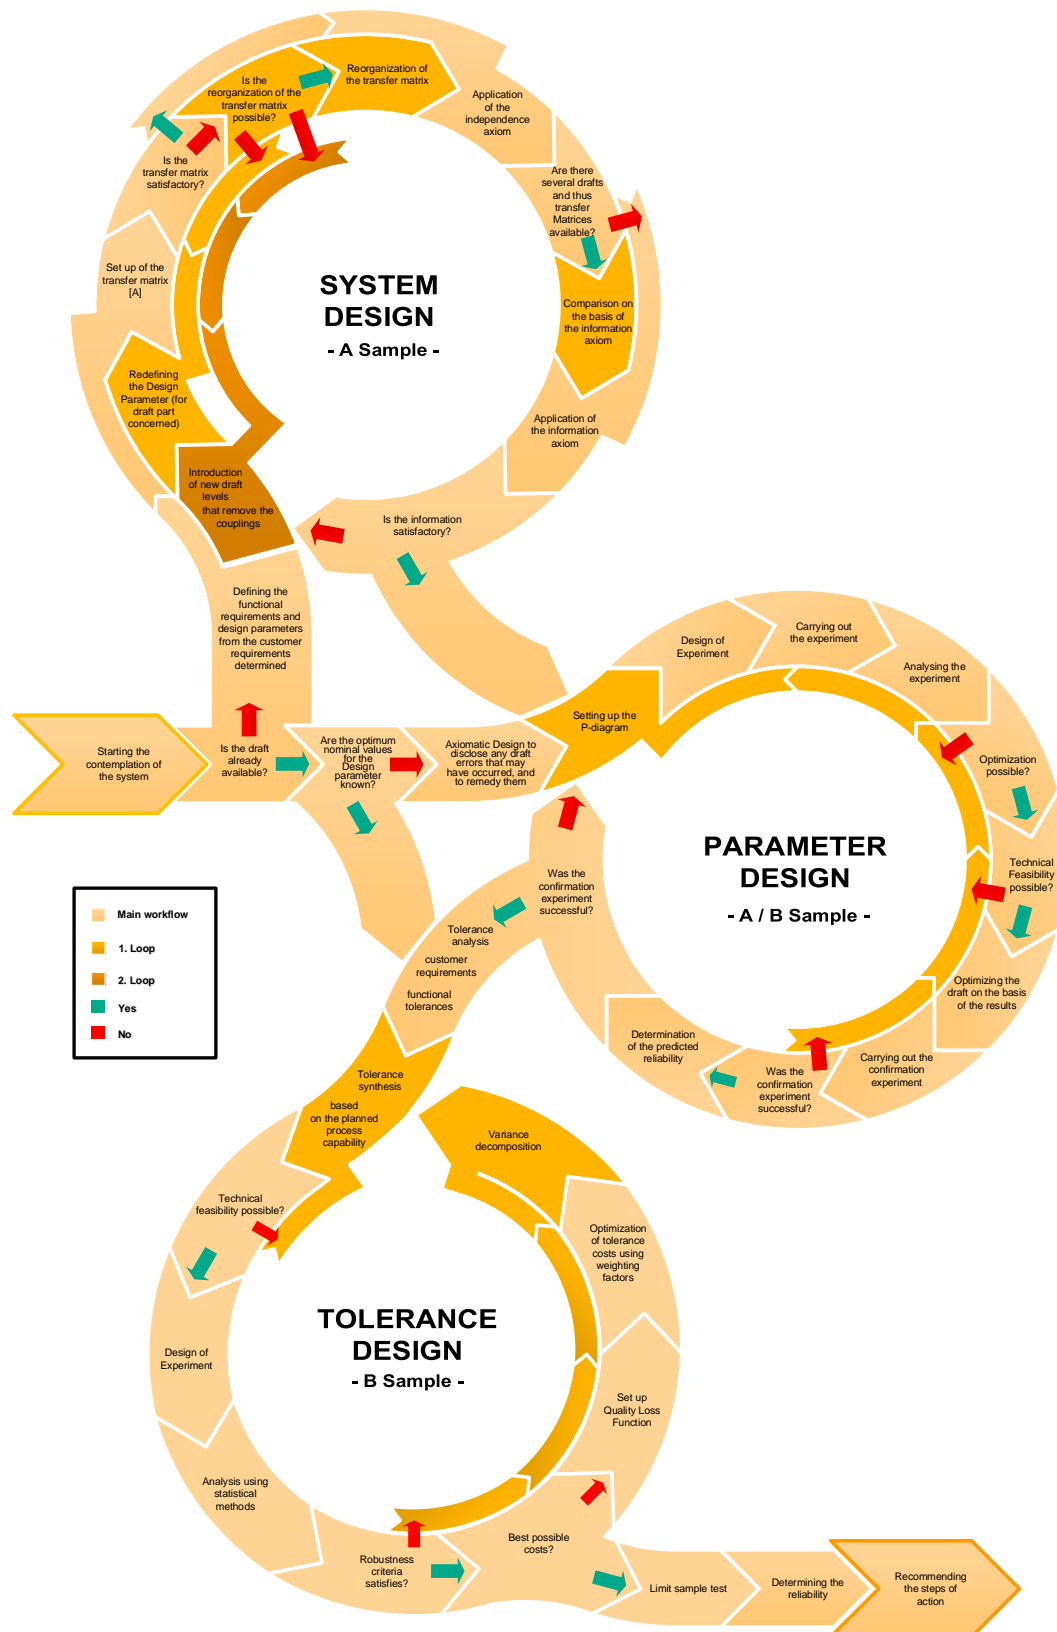 Is the
reorganization of the
transfer matrix
possible?
Reorganization of
the transfer matrix
Application
of the
independence
axiom
Is the
transfer matrix
satisfactory?
Are there
several drafts
and thus
transfer
Matrices
available?
Set up of the
transfer matrix
[A]
SYSTEM
DESIGN
- A Sample -
Comparison on
the basis of
the information
axiom
Redefining
the Design
Parameter (for
draft part
concerned)
Application of
the information
axiom
Introduction
of new draft
levels
that remove the
couplings
Is the information
satisfactory?
Defining the
functional
requirements and
design parameters
from the customer
requirements
determined
Starting the
contemplation of
the system
Is the draft
already
available?
Are the optimum
nominal values
for the
Design
parameter
known?
Axiomatic Design to
disclose any draft
errors that may
have occurred, and
to remedy them
Setting up the
P-diagram
Design of
Experiment
Carrying out
the experiment
Analysing the
experiment
Optimization
possible?
Technical
Feasibility
possible?
PARAMETER
DESIGN
- A / B Sample -
Optimizing the
draft on the basis
of the results
Carrying out the
confirmation
experiment
Was the
confirmation
experiment
successful?
Determination
of the predicted
reliability
Was the
confirmation
experiment
successful?
Tolerance
analysis
customer
requirements
functional
tolerances
Main workflow
1. Loop
2. Loop
Yes
No
Tolerance
synthesis
based
on the planned
process
capability
Variance
decomposition
Technical
feasibility possible?
Optimization
of tolerance
costs using
weighting
factors
TOLERANCE
DESIGN
- B Sample -
Design of
Experiment
Set up
Quality Loss
Function
Analysis using
statistical
methods
Robustness
criteria
satisfies?
Best possible
costs?
Limit sample test
Determining the
reliability
Recommending
the steps of
action